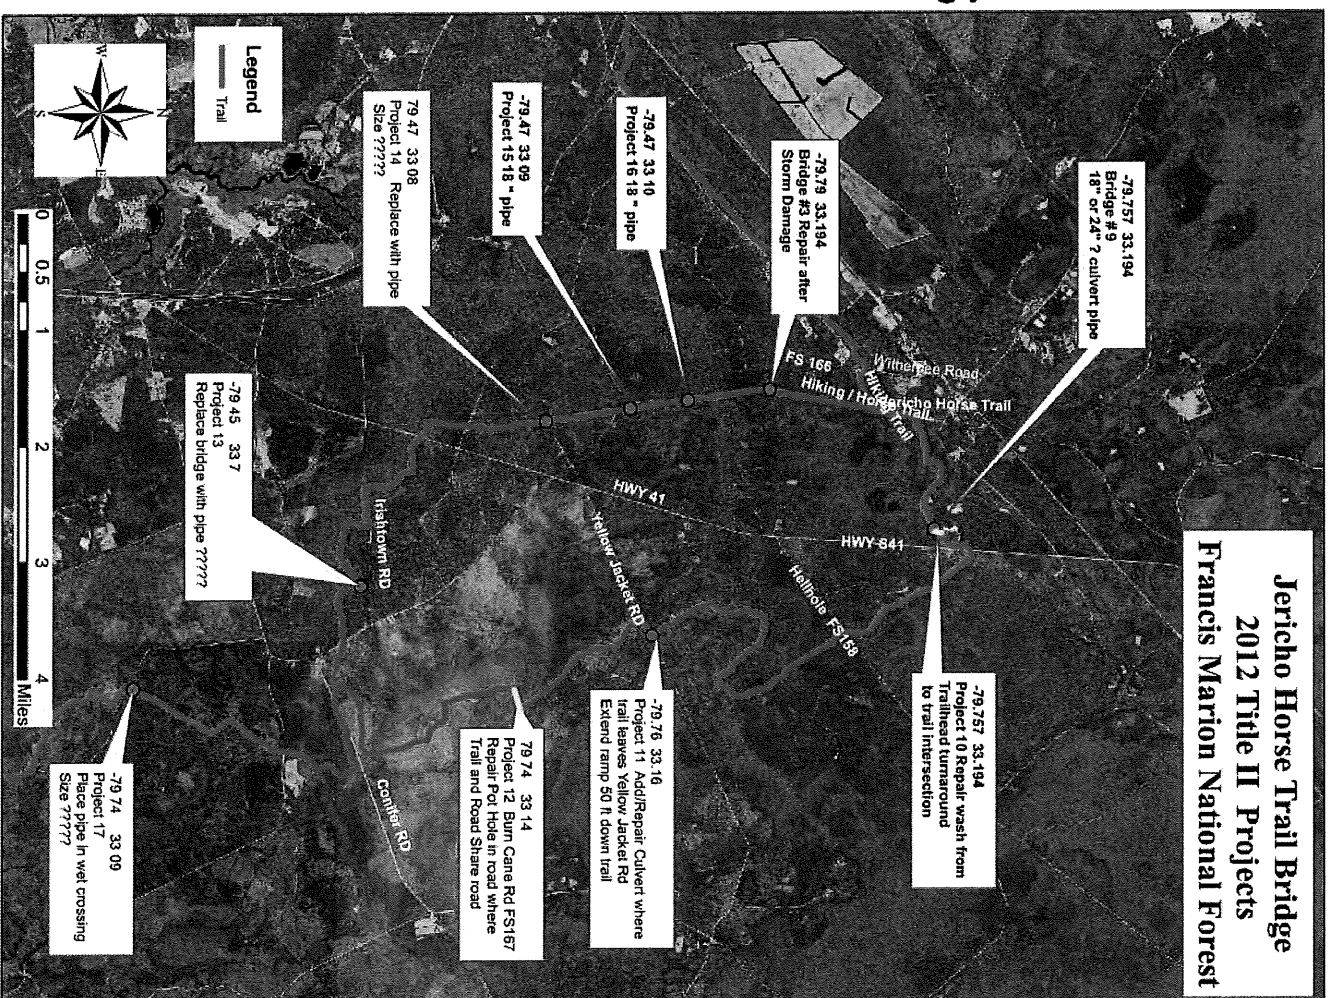 Jericho Horse Trail Bridge
2012 Title II Projects
Francis Marion National Forest
-79.757 33.194
Bridge #9
18" or 24" ? culvert pipe
-79.79 33.194
Bridge #3 Repair after
Storm Damage
-79.47 33 10
Project 16 18 " pipe
-79.47 33 09
Project 15 18 " pipe
79 47 33 08
Project 14 Replace with pipe
Size ?????
Legend
Trail
W
N
S
E
Witherbee Road
FS 166
Hiking / Horse Trail
Jericho Horse Trail
Hiking Trail
HWY 41
HWY S41
Hellhole FS158
Yellow Jacket RD
Irishtown RD
Conifer RD
-79.757 33.194
Project 10 Repair wash from
Trailhead turnaround
to trail intersection
-79.76 33.16
Project 11 Add/Repair Culvert where
trail leaves Yellow Jacket Rd
Extend ramp 50 ft down trail
79 74 33 14
Project 12 Burn Cane Rd FS167
Repair Pot Hole in road where
Trail and Road Share road
-79 45 33 7
Project 13
Replace bridge with pipe ?????
-79 74 33 09
Project 17
Place pipe in wet crossing
Size ?????
0 0.5 1 2 3 4
Miles